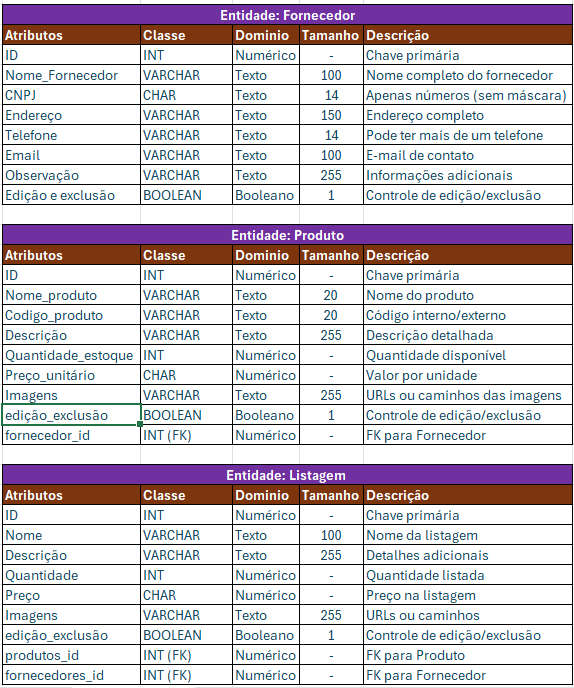 Entidade: Fornecedor
Atributos Classe Dominio Tamanho Descrição
ID INT Numérico - Chave primária
Nome_Fornecedor VARCHAR Texto 100 Nome completo do fornecedor
CNPJ CHAR Texto 14 Apenas números (sem máscara)
Endereço VARCHAR Texto 150 Endereço completo
Telefone VARCHAR Texto 14 Pode ter mais de um telefone
Email VARCHAR Texto 100 E-mail de contato
Observação VARCHAR Texto 255 Informações adicionais
Edição e exclusão BOOLEAN Booleano 1 Controle de edição/exclusão
Entidade: Produto
Atributos Classe Dominio Tamanho Descrição
ID INT Numérico - Chave primária
Nome_produto VARCHAR Texto 20 Nome do produto
Codigo_produto VARCHAR Texto 20 Código interno/externo
Descrição VARCHAR Texto 255 Descrição detalhada
Quantidade_estoque INT Numérico - Quantidade disponível
Preço_unitário CHAR Numérico - Valor por unidade
Imagens VARCHAR Texto 255 URLs ou caminhos das imagens
edição_exclusão BOOLEAN Booleano 1 Controle de edição/exclusão
fornecedor_id INT (FK) Numérico - FK para Fornecedor
Entidade: Listagem
Atributos Classe Dominio Tamanho Descrição
ID INT Numérico - Chave primária
Nome VARCHAR Texto 100 Nome da listagem
Descrição VARCHAR Texto 255 Detalhes adicionais
Quantidade INT Numérico - Quantidade listada
Preço CHAR Numérico - Preço na listagem
Imagens VARCHAR Texto 255 URLs ou caminhos
edição_exclusão BOOLEAN Booleano 1 Controle de edição/exclusão
produtos_id INT (FK) Numérico - FK para Produto
fornecedores_id INT (FK) Numérico - FK para Fornecedor